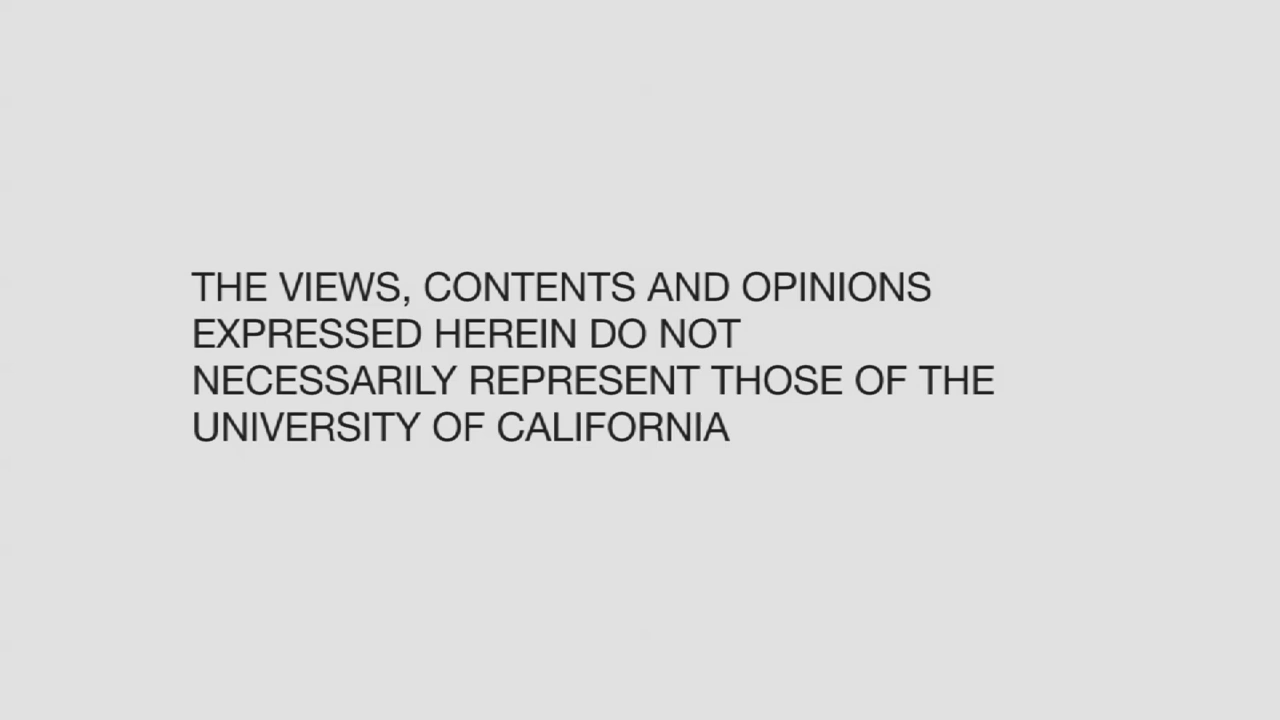 THE VIEWS, CONTENTS AND OPINIONS
EXPRESSED HEREIN DO NOT
NECESSARILY REPRESENT THOSE OF THE
UNIVERSITY OF CALIFORNIA